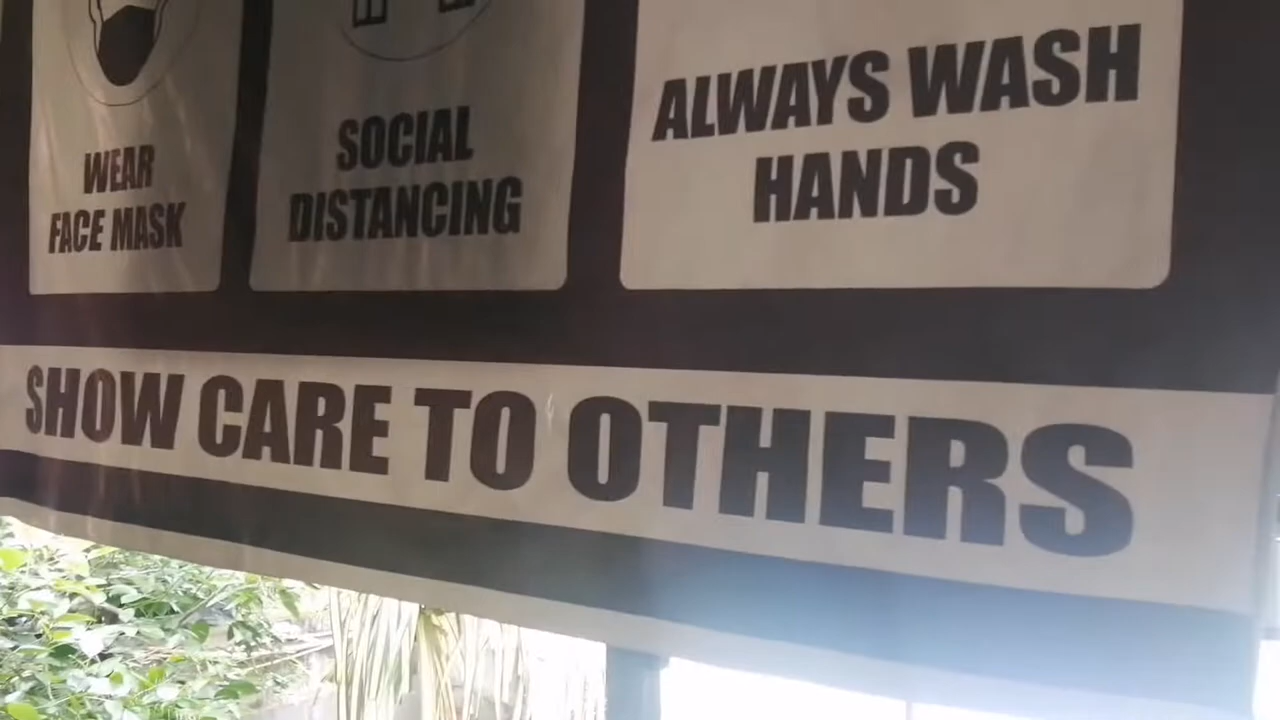 WEAR
FACE MASK
SOCIAL
DISTANCING
ALWAYS WASH
HANDS
SHOW CARE TO OTHERS